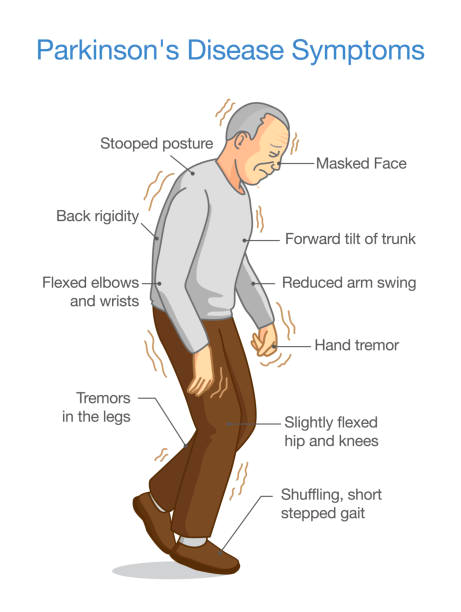 Parkinson's Disease Symptoms
Stooped posture
Masked Face
Back rigidity
Forward tilt of trunk
Flexed elbows
and wrists
Reduced arm swing
Hand tremor
Tremors
in the legs
Slightly flexed
hip and knees
Shuffling, short
stepped gait